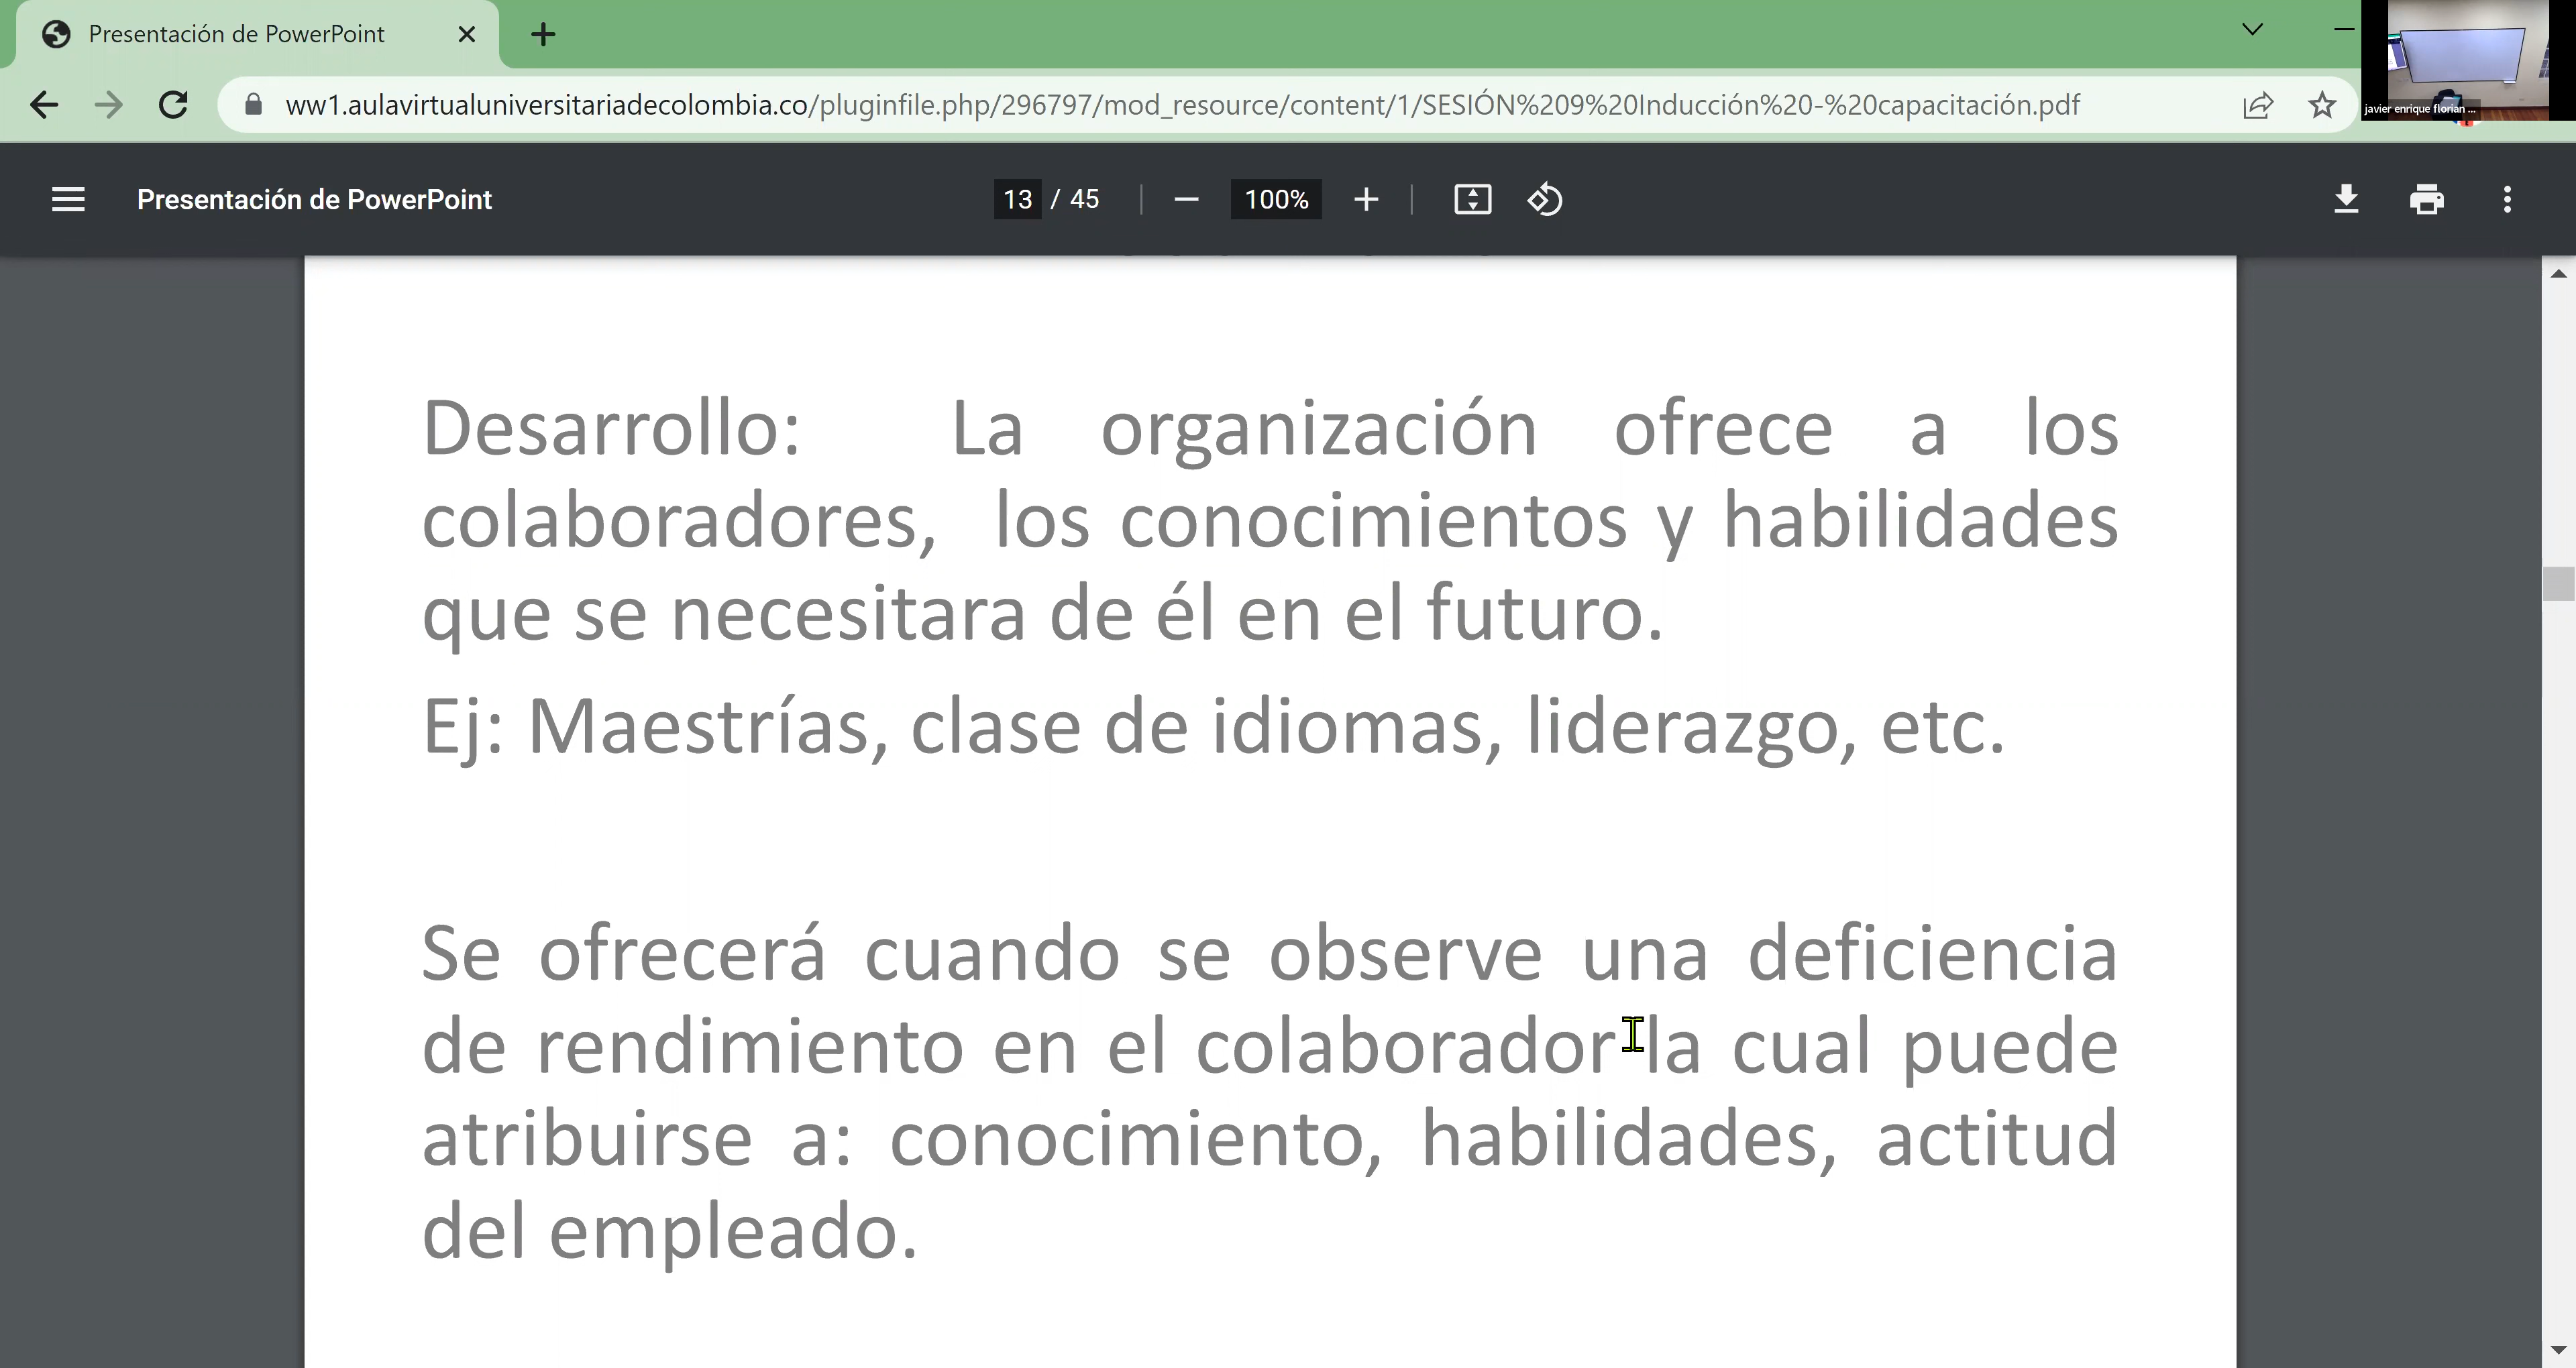 Presentación de PowerPoint
ww1.aulavirtualuniversitariadecolombia.co/pluginfile.php/296797/mod_resource/content/1/SESIÓN%209%20Inducción%20-%20capacitación.pdf
javier enrique florian ...
Presentación de PowerPoint
13 / 45
100%
Desarrollo: La organización ofrece a los
colaboradores, los conocimientos y habilidades
que se necesitara de él en el futuro.
Ej: Maestrías, clase de idiomas, liderazgo, etc.
Se ofrecerá cuando se observe una deficiencia
de rendimiento en el colaborador la cual puede
atribuirse a: conocimiento, habilidades, actitud
del empleado.